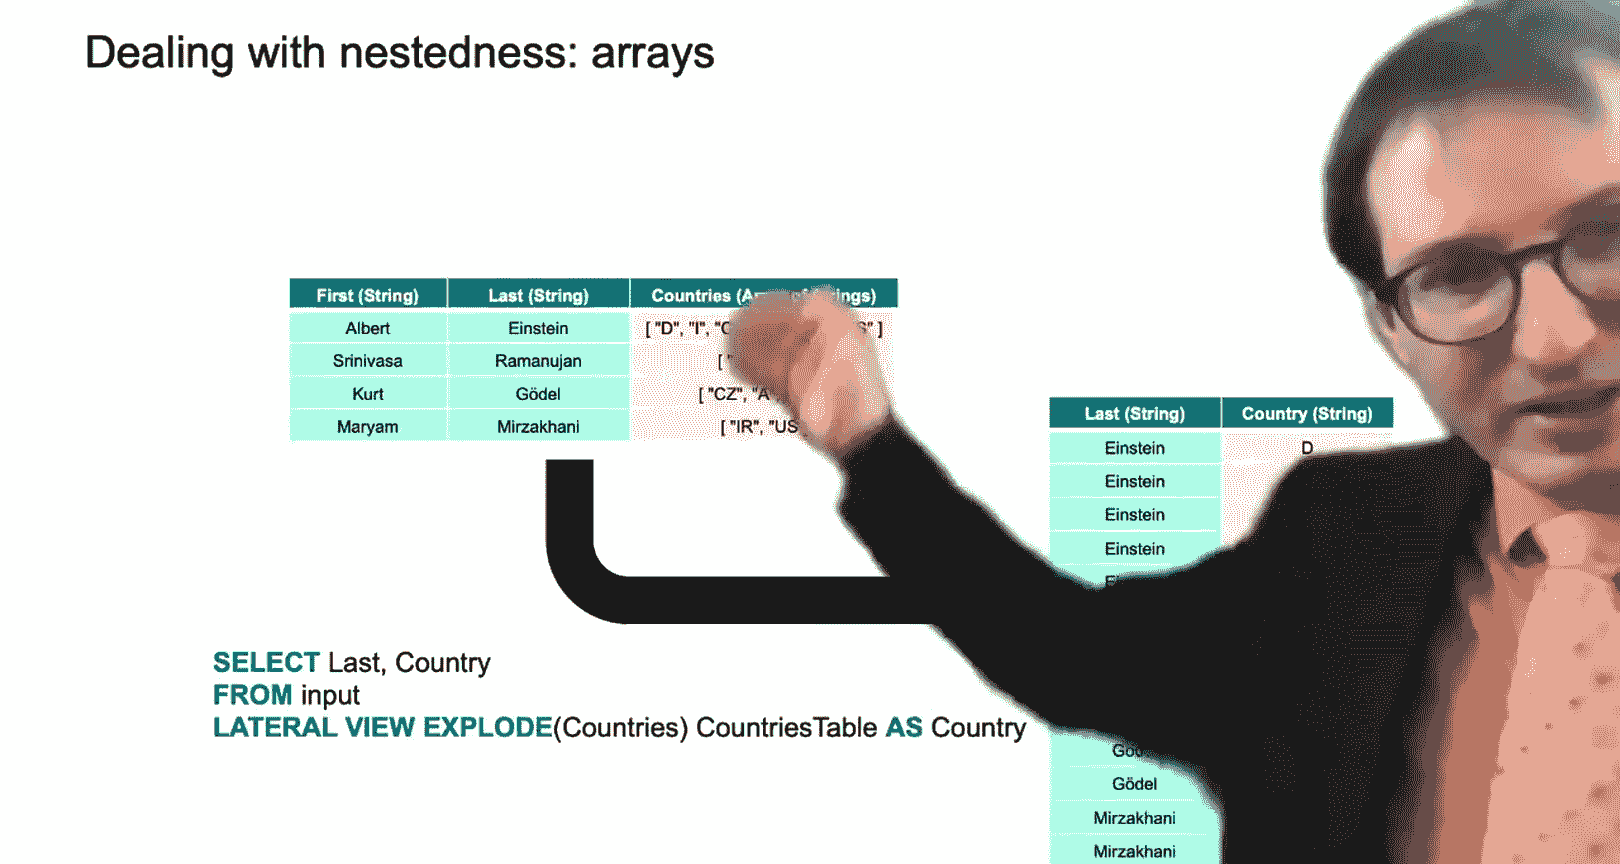 Dealing with nestedness: arrays
First (String) Last (String) Countries
Albert Einstein [ "D", "I",
Srinivasa Ramanujan [
Kurt Gödel [ "CZ", "A
Maryam Mirzakhani [ "IR", "US
Last (String) Country (String)
Einstein D
Einstein
Einstein
Einstein
SELECT Last, Country
FROM input
LATERAL VIEW EXPLODE(Countries) CountriesTable AS Country
Gödel
Mirzakhani
Mirzakhani